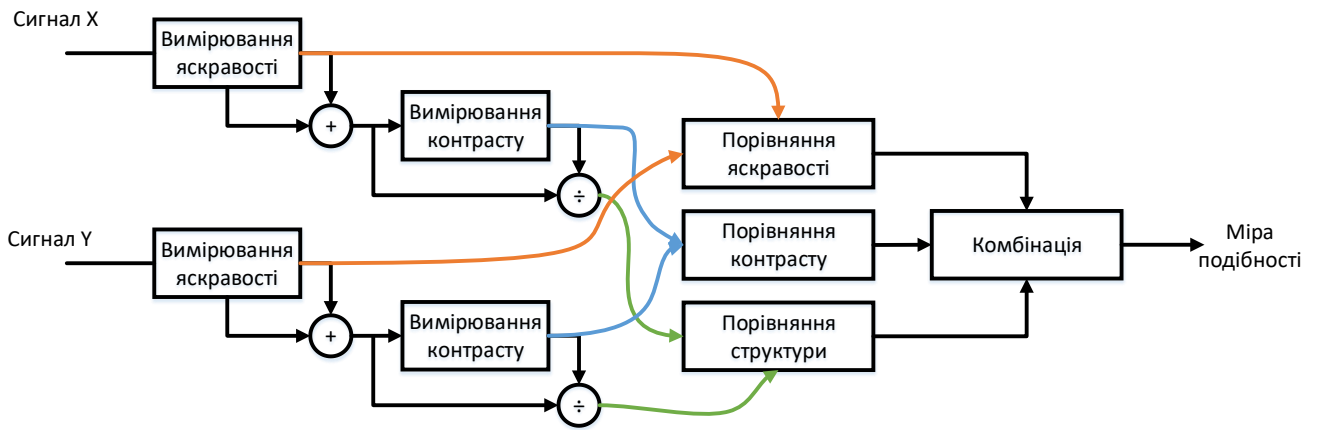 Сигнал X
Вимірювання
яскравості
+
Вимірювання
контрасту
÷
Порівняння
яскравості
Сигнал Y
Вимірювання
яскравості
+
Вимірювання
контрасту
÷
Порівняння
контрасту
Порівняння
структури
Комбінація
Міра
подібності